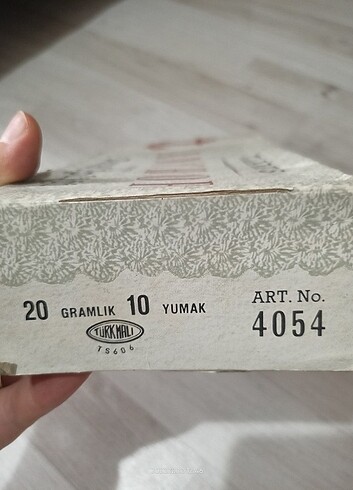 20 GRAMLIK 10 YUMAK
TÜRKMALI
TS606
ART. No.
4054